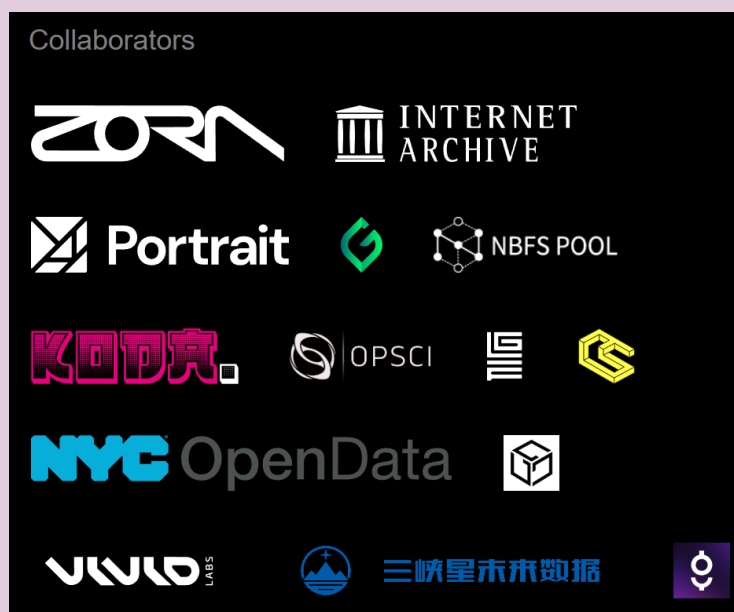 Collaborators
ZORA
INTERNET
ARCHIVE
Portrait
NBFS POOL
KODA
OPSCI
NYC OpenData
VIVID LABS
三峡星未来数据